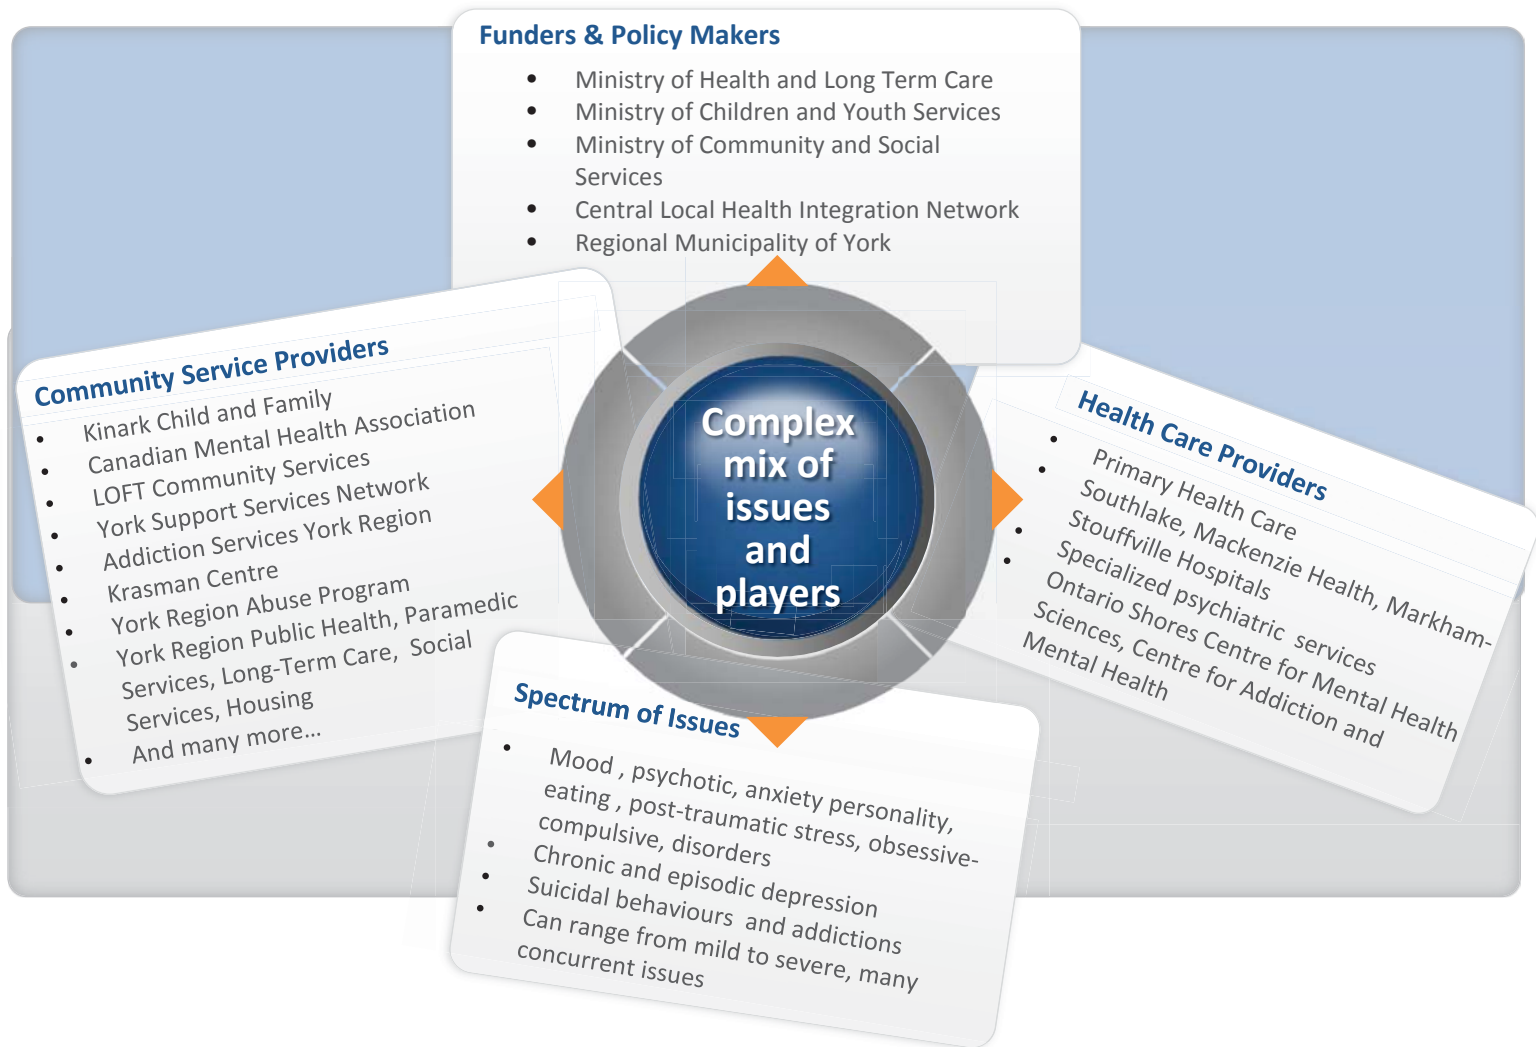 Funders & Policy Makers
• Ministry of Health and Long Term Care
• Ministry of Children and Youth Services
• Ministry of Community and Social
Services
• Central Local Health Integration Network
• Regional Municipality of York
Community Service Providers
• Kinark Child and Family
• Canadian Mental Health Association
• LOFT Community Services
• York Support Services Network
• Addiction Services York Region
• Krasman Centre
• York Region Abuse Program
• York Region Public Health, Paramedic
Services, Long-Term Care, Social
Services, Housing
• And many more…
Complex
mix of
issues
and
players
Health Care Providers
• Primary Health Care
• Southlake, Mackenzie Health, Markham-
Stouffville Hospitals
• Specialized psychiatric services
• Ontario Shores Centre for Mental Health
Sciences, Centre for Addiction and
Mental Health
Spectrum of Issues
• Mood , psychotic, anxiety personality,
eating , post-traumatic stress, obsessive-
compulsive, disorders
• Chronic and episodic depression
• Suicidal behaviours and addictions
• Can range from mild to severe, many
concurrent issues